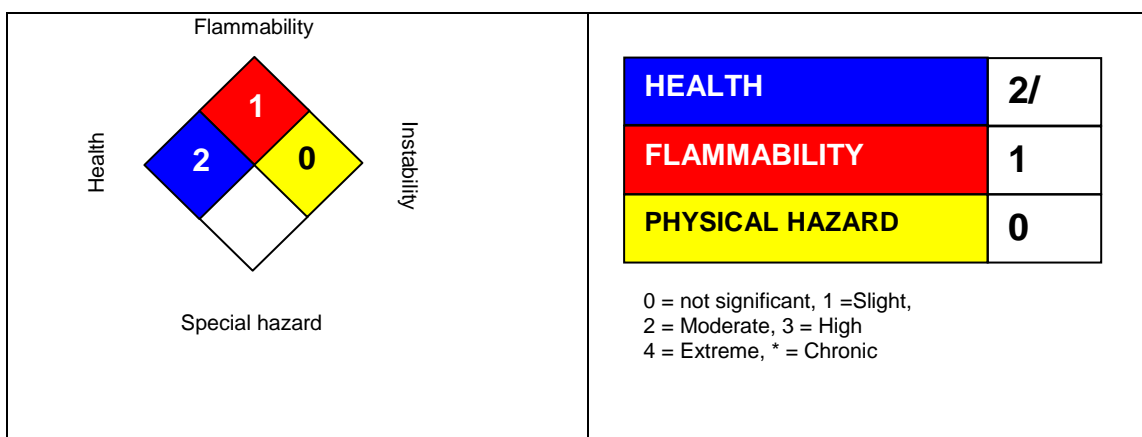 Flammability
1
Health
2
0
Instability
Special hazard
HEALTH 2/
FLAMMABILITY 1
PHYSICAL HAZARD 0
0 = not significant, 1 =Slight,
2 = Moderate, 3 = High
4 = Extreme, * = Chronic